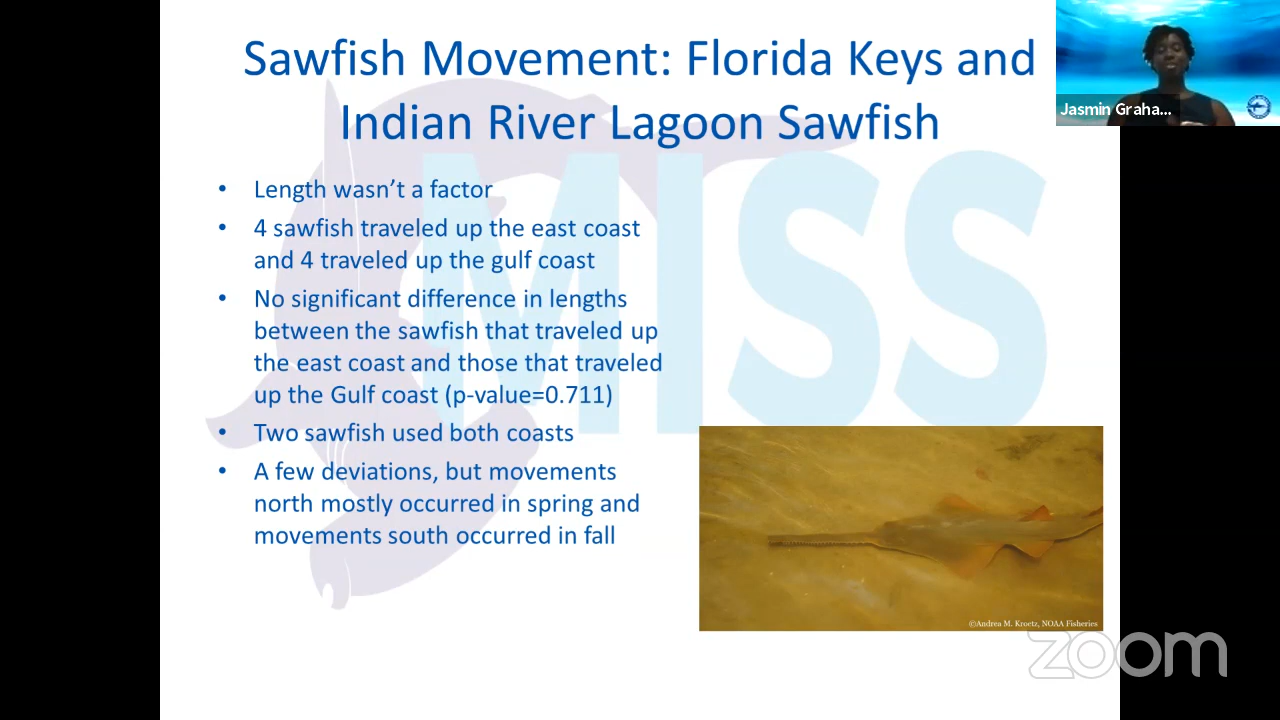 Sawfish Movement: Florida Keys and
Indian River Lagoon Sawfish
Jasmin Graha...
MISS
• Length wasn't a factor
• 4 sawfish traveled up the east coast
and 4 traveled up the gulf coast
• No significant difference in lengths
between the sawfish that traveled up
the east coast and those that traveled
up the Gulf coast (p-value=0.711)
• Two sawfish used both coasts
• A few deviations, but movements
north mostly occurred in spring and
movements south occurred in fall
©Andrea M. Kroetz, NOAA Fisheries
zoom